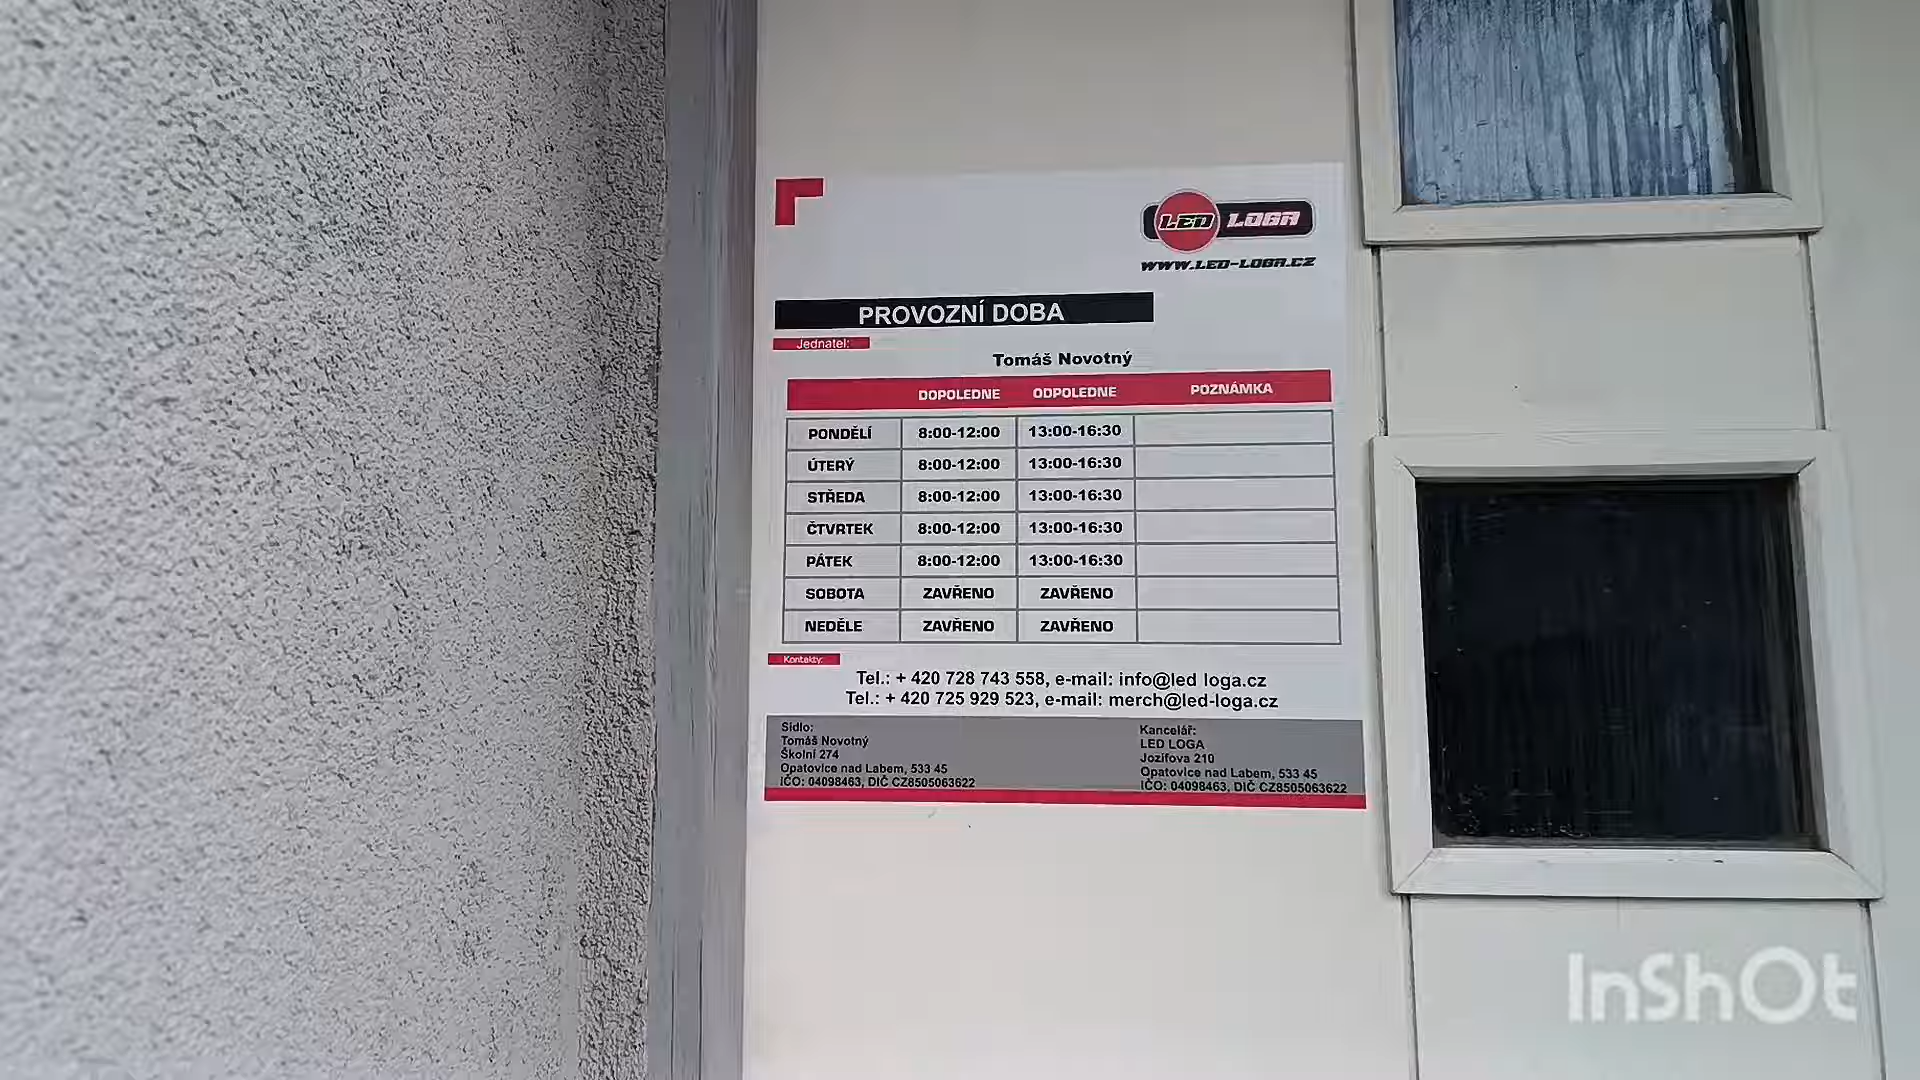 LED LOGA
WWW.LED-LOGA.CZ
PROVOZNÍ DOBA
Jednatel:
Tomáš Novotný
DOPOLEDNE ODPOLEDNE POZNÁMKA
PONDĚLÍ 8:00-12:00 13:00-16:30
ÚTERÝ 8:00-12:00 13:00-16:30
STŘEDA 8:00-12:00 13:00-16:30
ČTVRTEK 8:00-12:00 13:00-16:30
PÁTEK 8:00-12:00 13:00-16:30
SOBOTA ZAVŘENO ZAVŘENO
NEDĚLE ZAVŘENO ZAVŘENO
Kontakty:
Tel.: + 420 728 743 558, e-mail: info@led loga.cz
Tel.: + 420 725 929 523, e-mail: merch@led-loga.cz
Sídlo:
Tomáš Novotný
Školní 274
Opatovice nad Labem, 533 45
IČO: 04098463, DIČ CZ8505063622
Kancelář:
LED LOGA
Jozífova 210
Opatovice nad Labem, 533 45
IČO: 04098463, DIČ CZ8505063622
InShOt